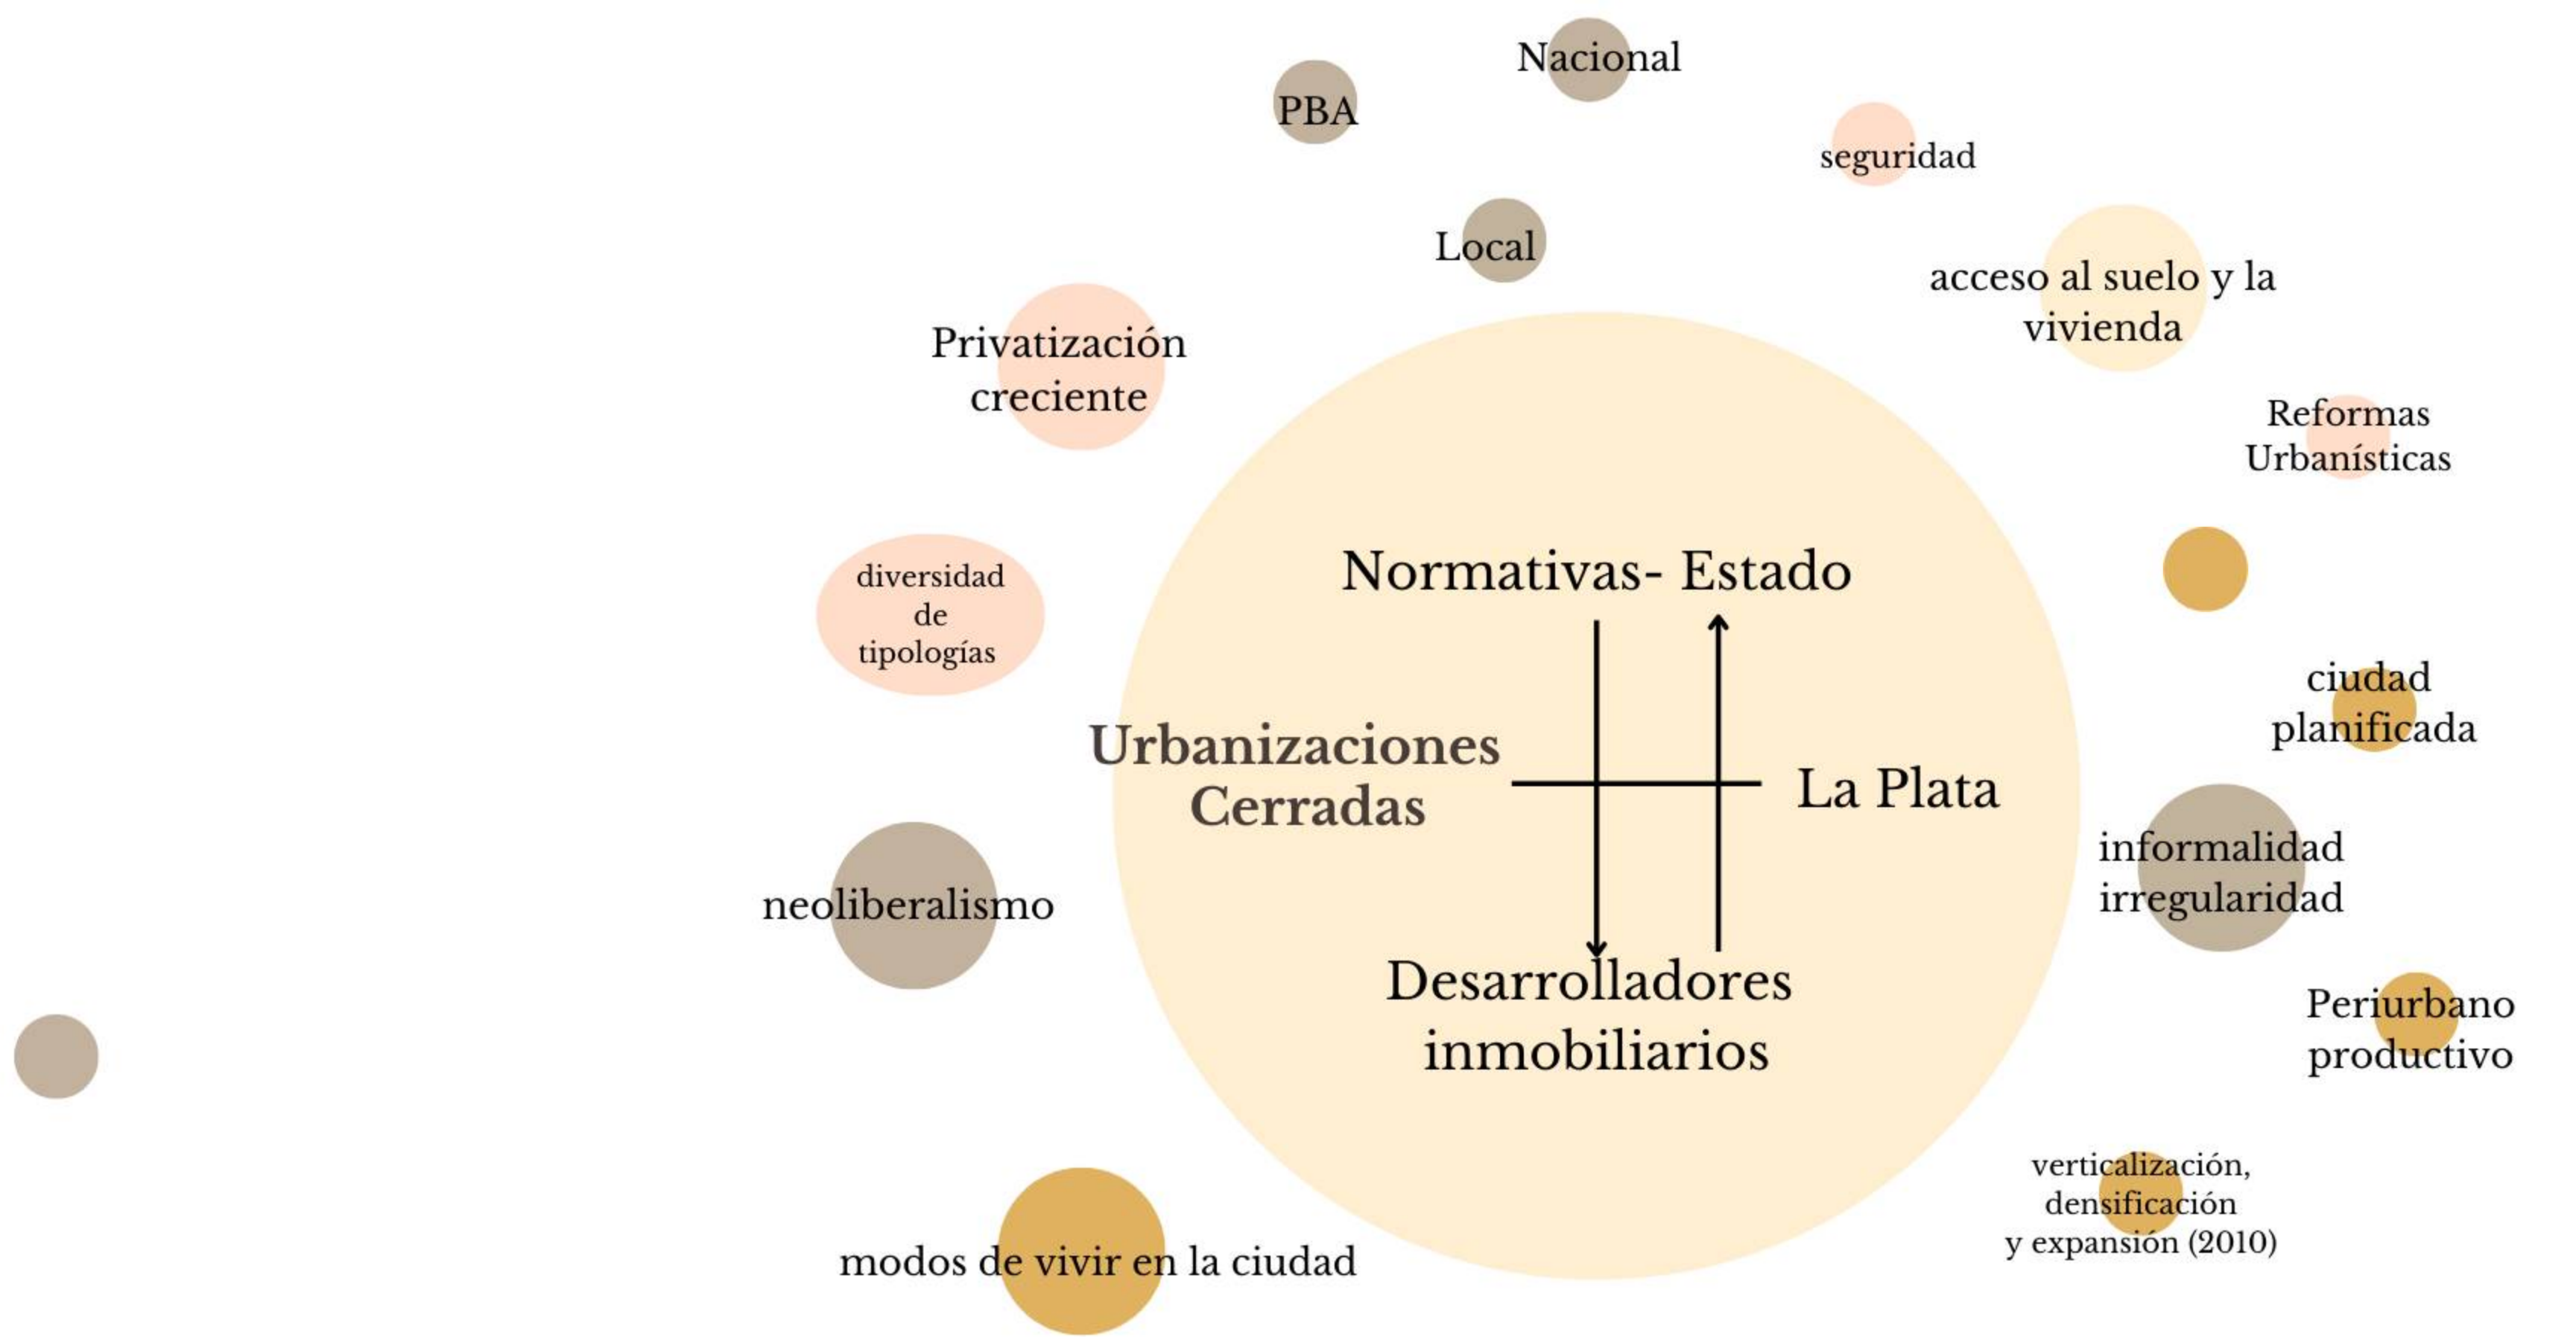 Nacional
PBA
seguridad
Local
acceso al suelo y la
vivienda
Privatización
creciente
Reformas
Urbanísticas
diversidad
de
tipologías
Normativas- Estado
ciudad
planificada
Urbanizaciones
Cerradas
La Plata
informalidad
irregularidad
neoliberalismo
Desarrolladores
inmobiliarios
Periurbano
productivo
verticalización,
densificación
y expansión (2010)
modos de vivir en la ciudad